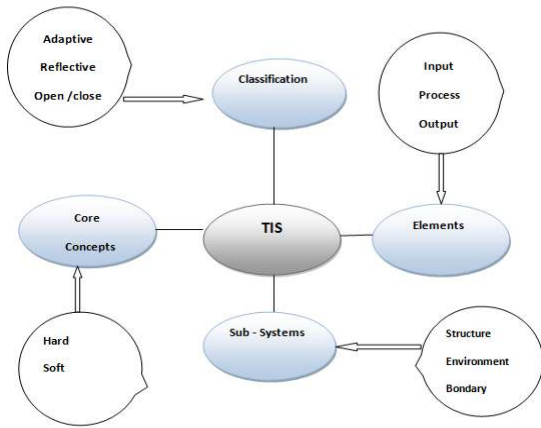 Adaptive
Reflective
Open /close
Classification
Input
Process
Output
Core
Concepts
TIS
Elements
Hard
Soft
Sub - Systems
Structure
Environment
Bondary